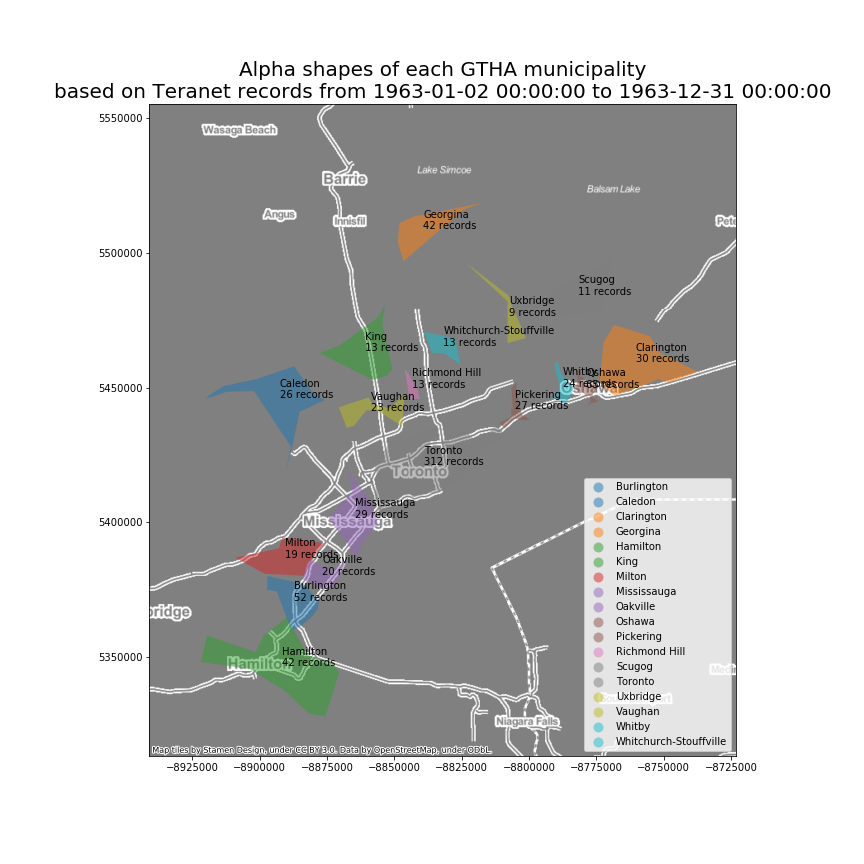 Alpha shapes of each GTHA municipality
based on Teranet records from 1963-01-02 00:00:00 to 1963-12-31 00:00:00
5550000
5500000
5450000
5400000
5350000
Wasaga Beach
Barrie
Lake Simcoe
Balsam Lake
Angus
Innisfil
Georgina
42 records
Scugog
11 records
Uxbridge
9 records
King
13 records
Whitchurch-Stouffville
13 records
Clarington
30 records
Caledon
26 records
Richmond Hill
13 records
Whitby
24 records
Oshawa
Vaughan
23 records
Pickering
27 records
Toronto
312 records
Toronto
Mississauga
29 records
Mississauga
Milton
19 records
Oakville
20 records
Burlington
52 records
Hamilton
42 records
Hamilton
Niagara Falls
Burlington
Caledon
Clarington
Georgina
Hamilton
King
Milton
Mississauga
Oakville
Oshawa
Pickering
Richmond Hill
Scugog
Toronto
Uxbridge
Vaughan
Whitby
Whitchurch-Stouffville
Map tiles by Stamen Design, under CC BY 3.0. Data by OpenStreetMap, under ODbL.
−8925000 −8900000 −8875000 −8850000 −8825000 −8800000 −8775000 −8750000 −8725000